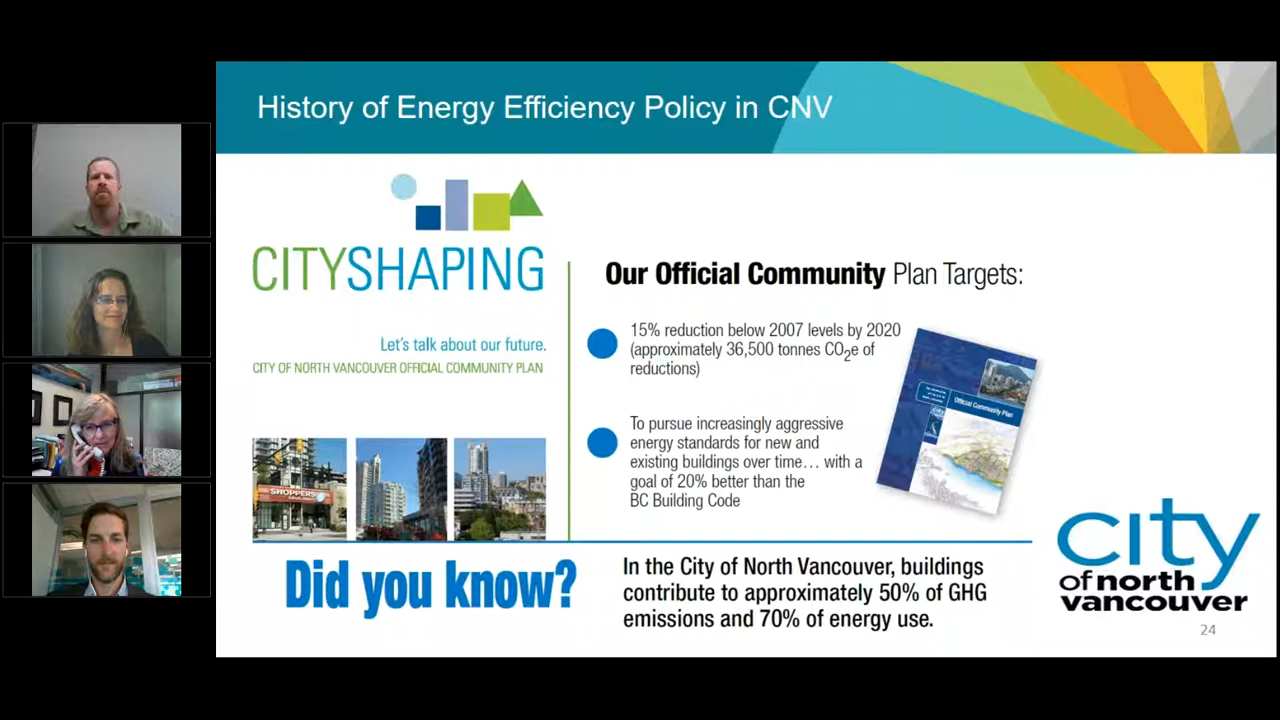 History of Energy Efficiency Policy in CNV
CITYSHAPING
Let's talk about our future.
CITY OF NORTH VANCOUVER OFFICIAL COMMUNITY PLAN
SHOPPERS
Our Official Community Plan Targets:
15% reduction below 2007 levels by 2020
(approximately 36,500 tonnes CO₂e of
reductions)
To pursue increasingly aggressive
energy standards for new and
existing buildings over time… with a
goal of 20% better than the
BC Building Code
Official Community Plan
city
Did you know?
In the City of North Vancouver, buildings
contribute to approximately 50% of GHG
emissions and 70% of energy use.
city
of north
vancouver
24